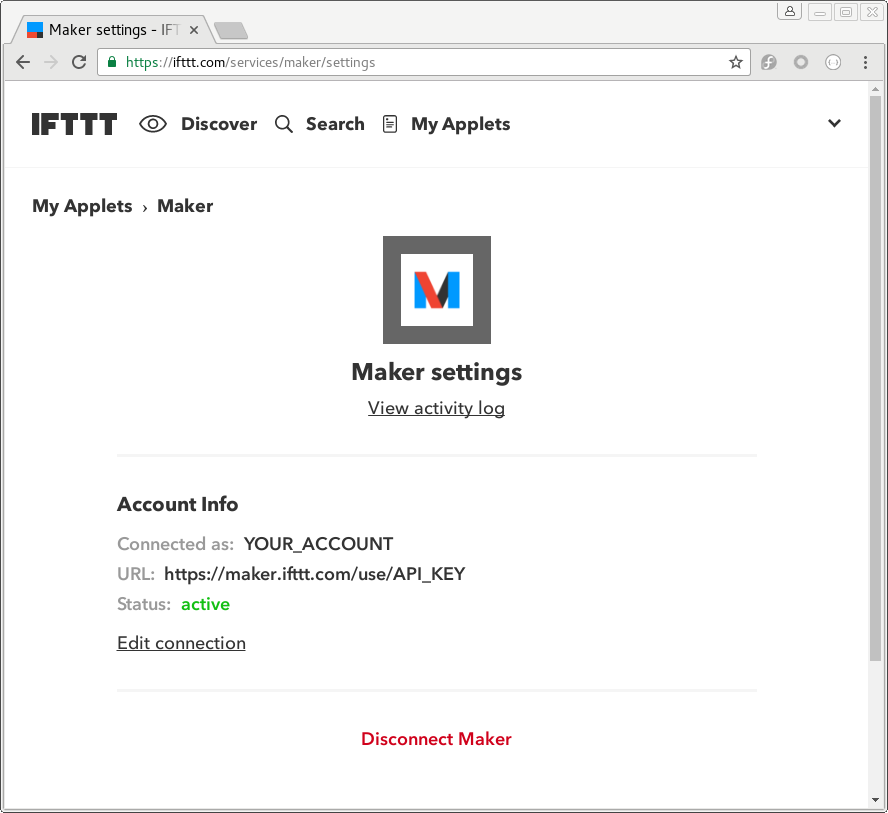 Maker settings - IFT
https://ifttt.com/services/maker/settings
IFTTT Discover Search My Applets
My Applets › Maker
M
Maker settings
View activity log
Account Info
Connected as: YOUR_ACCOUNT
URL: https://maker.ifttt.com/use/API_KEY
Status: active
Edit connection
Disconnect Maker